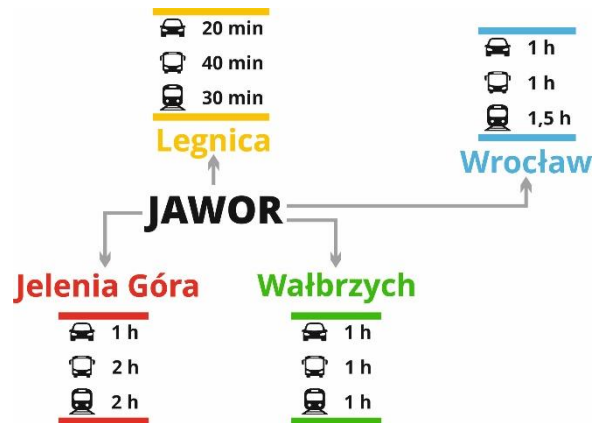 20 min
40 min
30 min
Legnica
1 h
1 h
1,5 h
Wrocław
JAWOR
Jelenia Góra
1 h
2 h
2 h
Wałbrzych
1 h
1 h
1 h